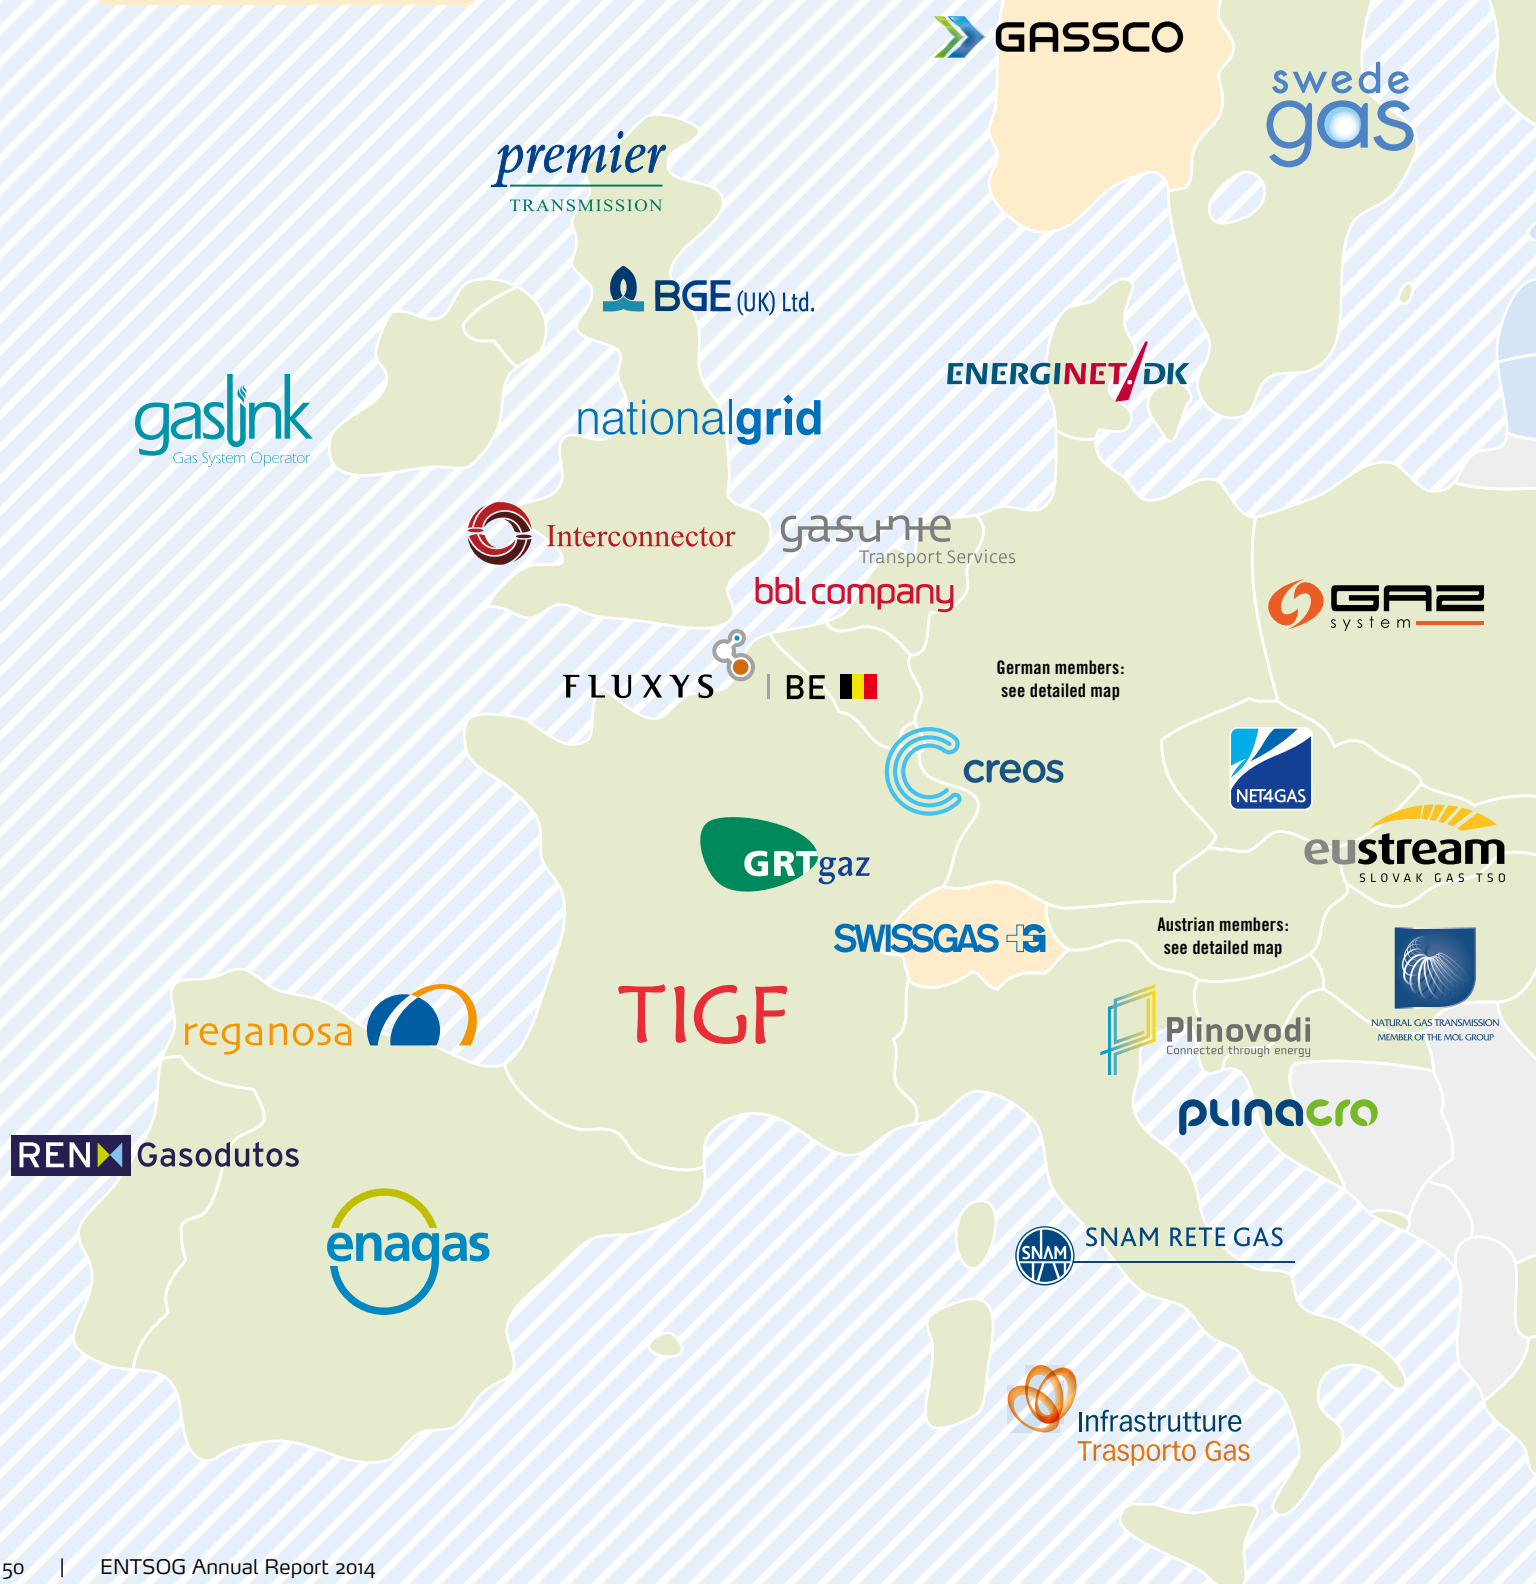 GASSCO
swede
gas
premier
TRANSMISSION
BGE (UK) Ltd.
ENERGINET.DK
gaslink
Gas System Operator
nationalgrid
Interconnector
gasunie
Transport Services
bbl company
GAZ
system
FLUXYS | BE
German members:
see detailed map
creos
NET4GAS
eustream
SLOVAK GAS TSO
GRTgaz
SWISSGAS G
Austrian members:
see detailed map
NATURAL GAS TRANSMISSION
MEMBER OF THE MOL GROUP
TIGF
reganosa
Plinovodi
Connected through energy
plinacro
REN Gasodutos
enagas
SNAM
SNAM RETE GAS
Infrastrutture
Trasporto Gas
50 | ENTSOG Annual Report 2014